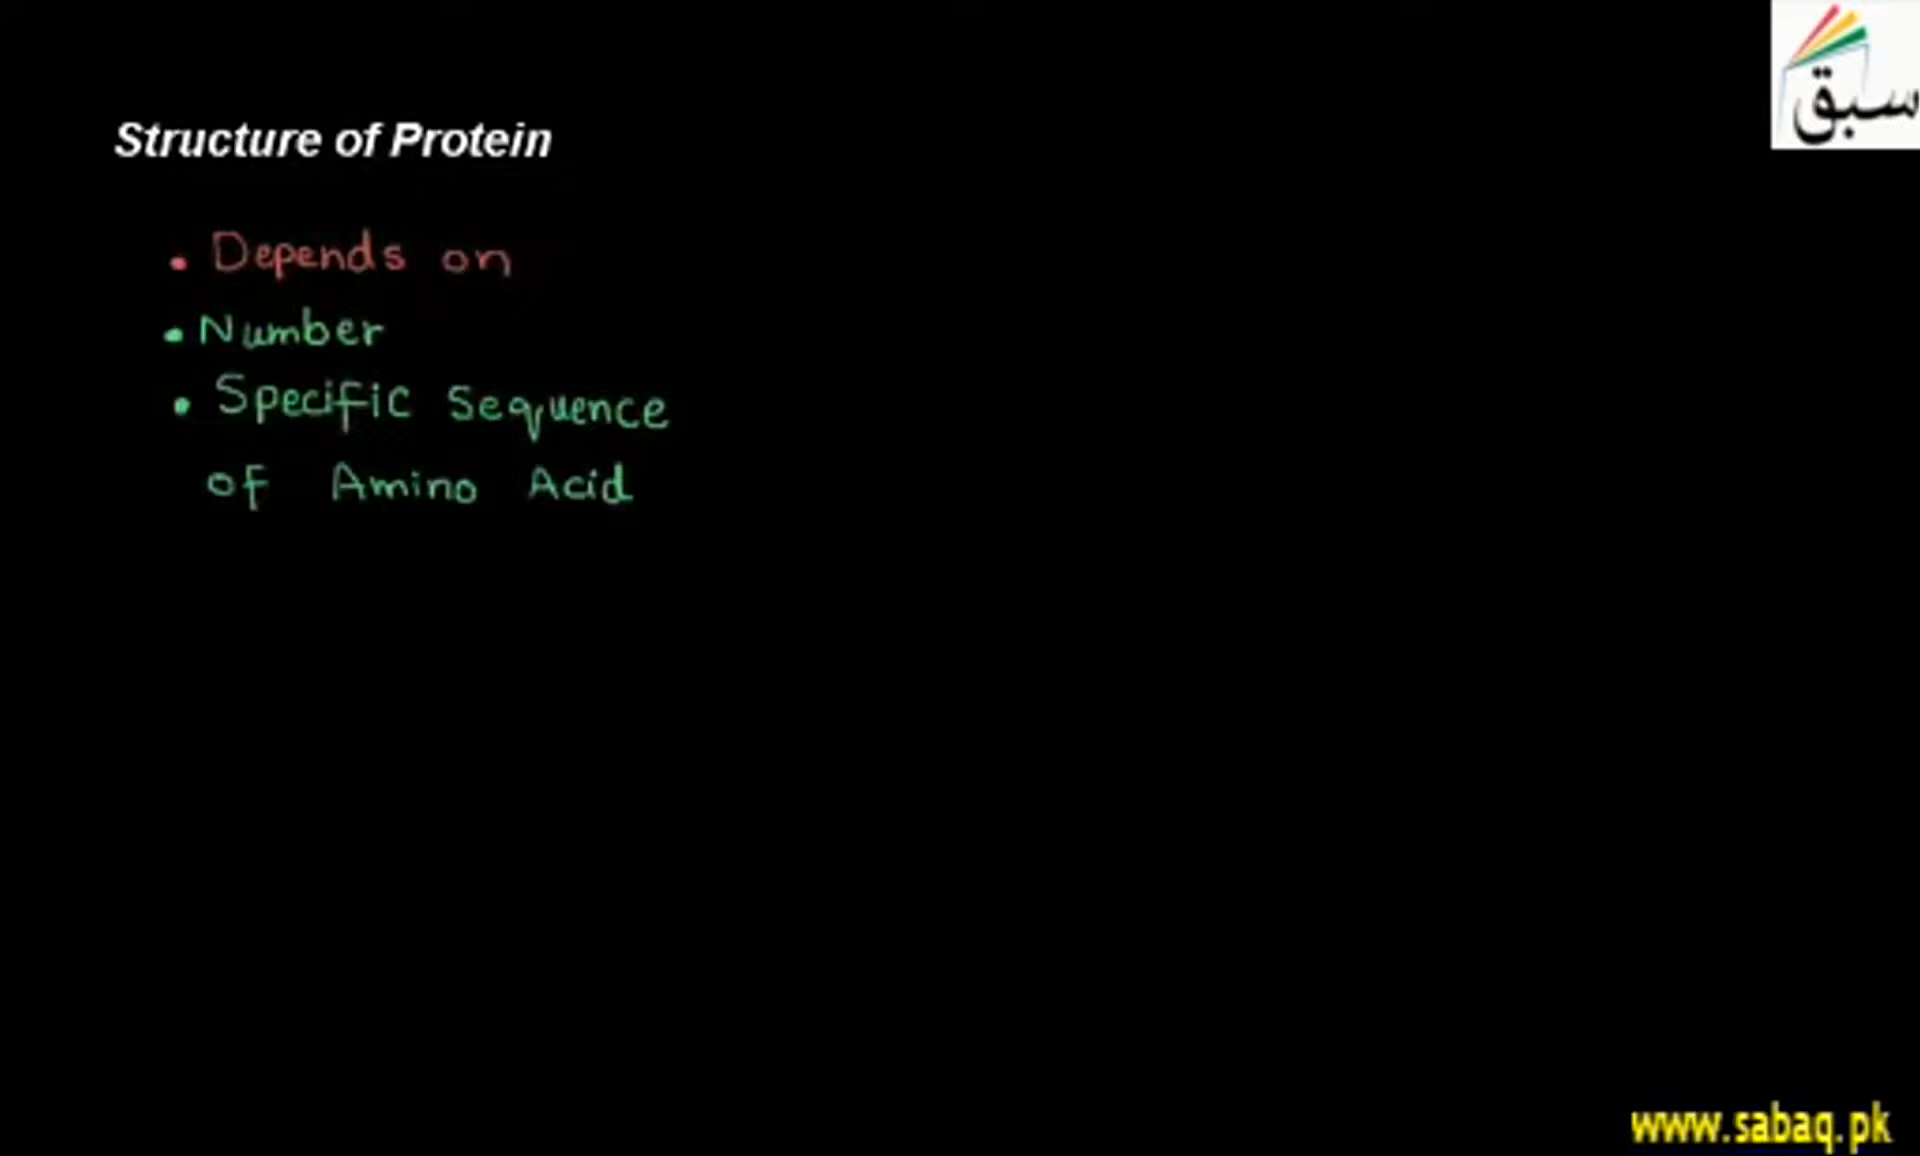 سبق
Structure of Protein
• Depends on
• Number
• Specific Sequence
of Amino Acid
www.sabaq.pk